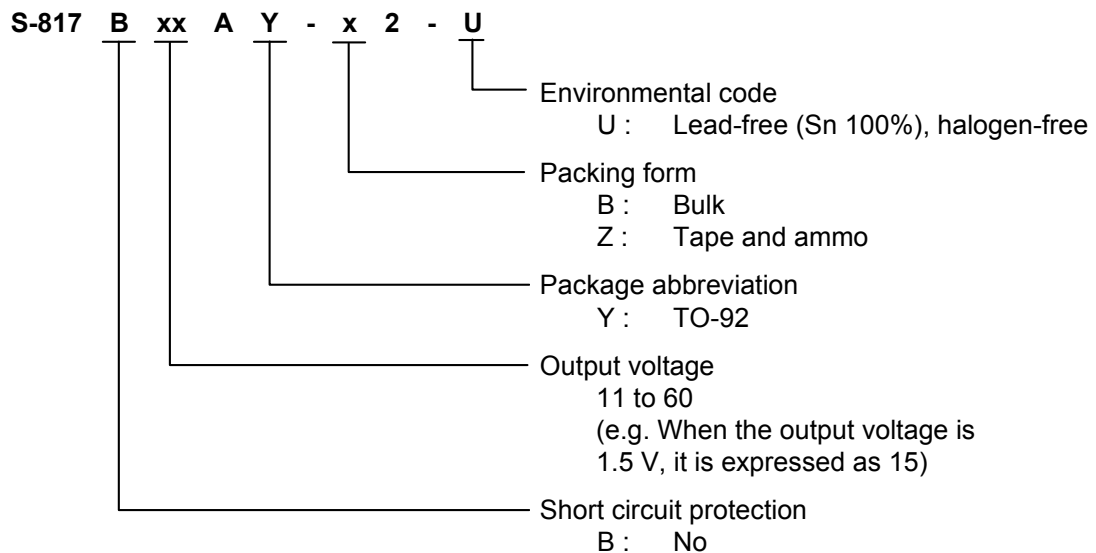 S-817 B xx A Y - x 2 - U
Environmental code
U : Lead-free (Sn 100%), halogen-free
Packing form
B : Bulk
Z : Tape and ammo
Package abbreviation
Y : TO-92
Output voltage
11 to 60
(e.g. When the output voltage is
1.5 V, it is expressed as 15)
Short circuit protection
B : No